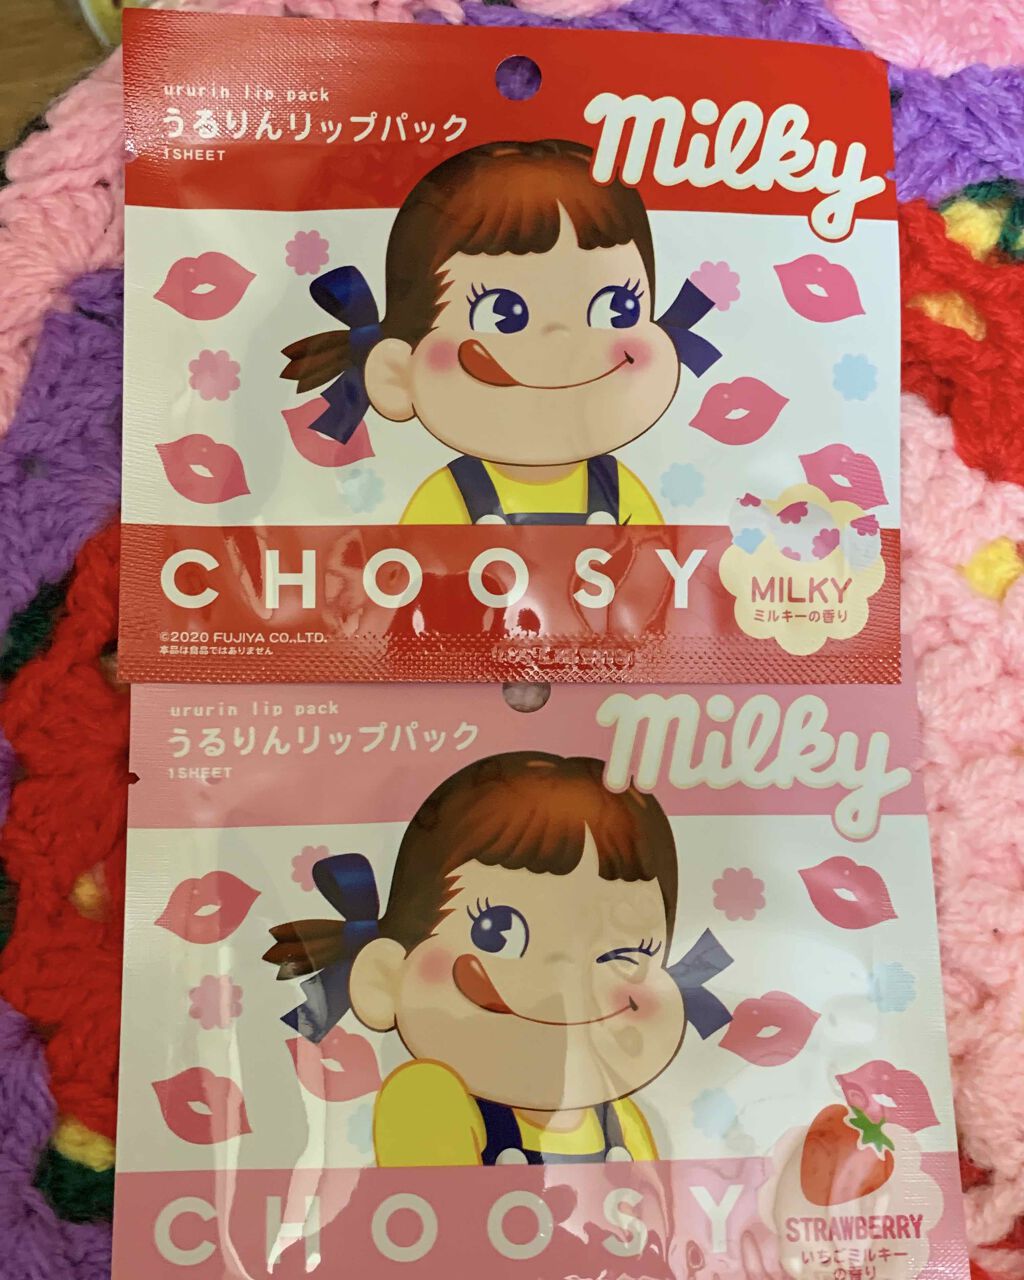 ururin lip pack
うるりんリップパック
1SHEET
milky
CHOOSY
MILKY
ミルキーの香り
©2020 FUJIYA CO.,LTD.
本品は食品ではありません
ururin lip pack
うるりんリップパック
1SHEET
milky
CHOOSY
STRAWBERRY
いちごミルキー
の香り